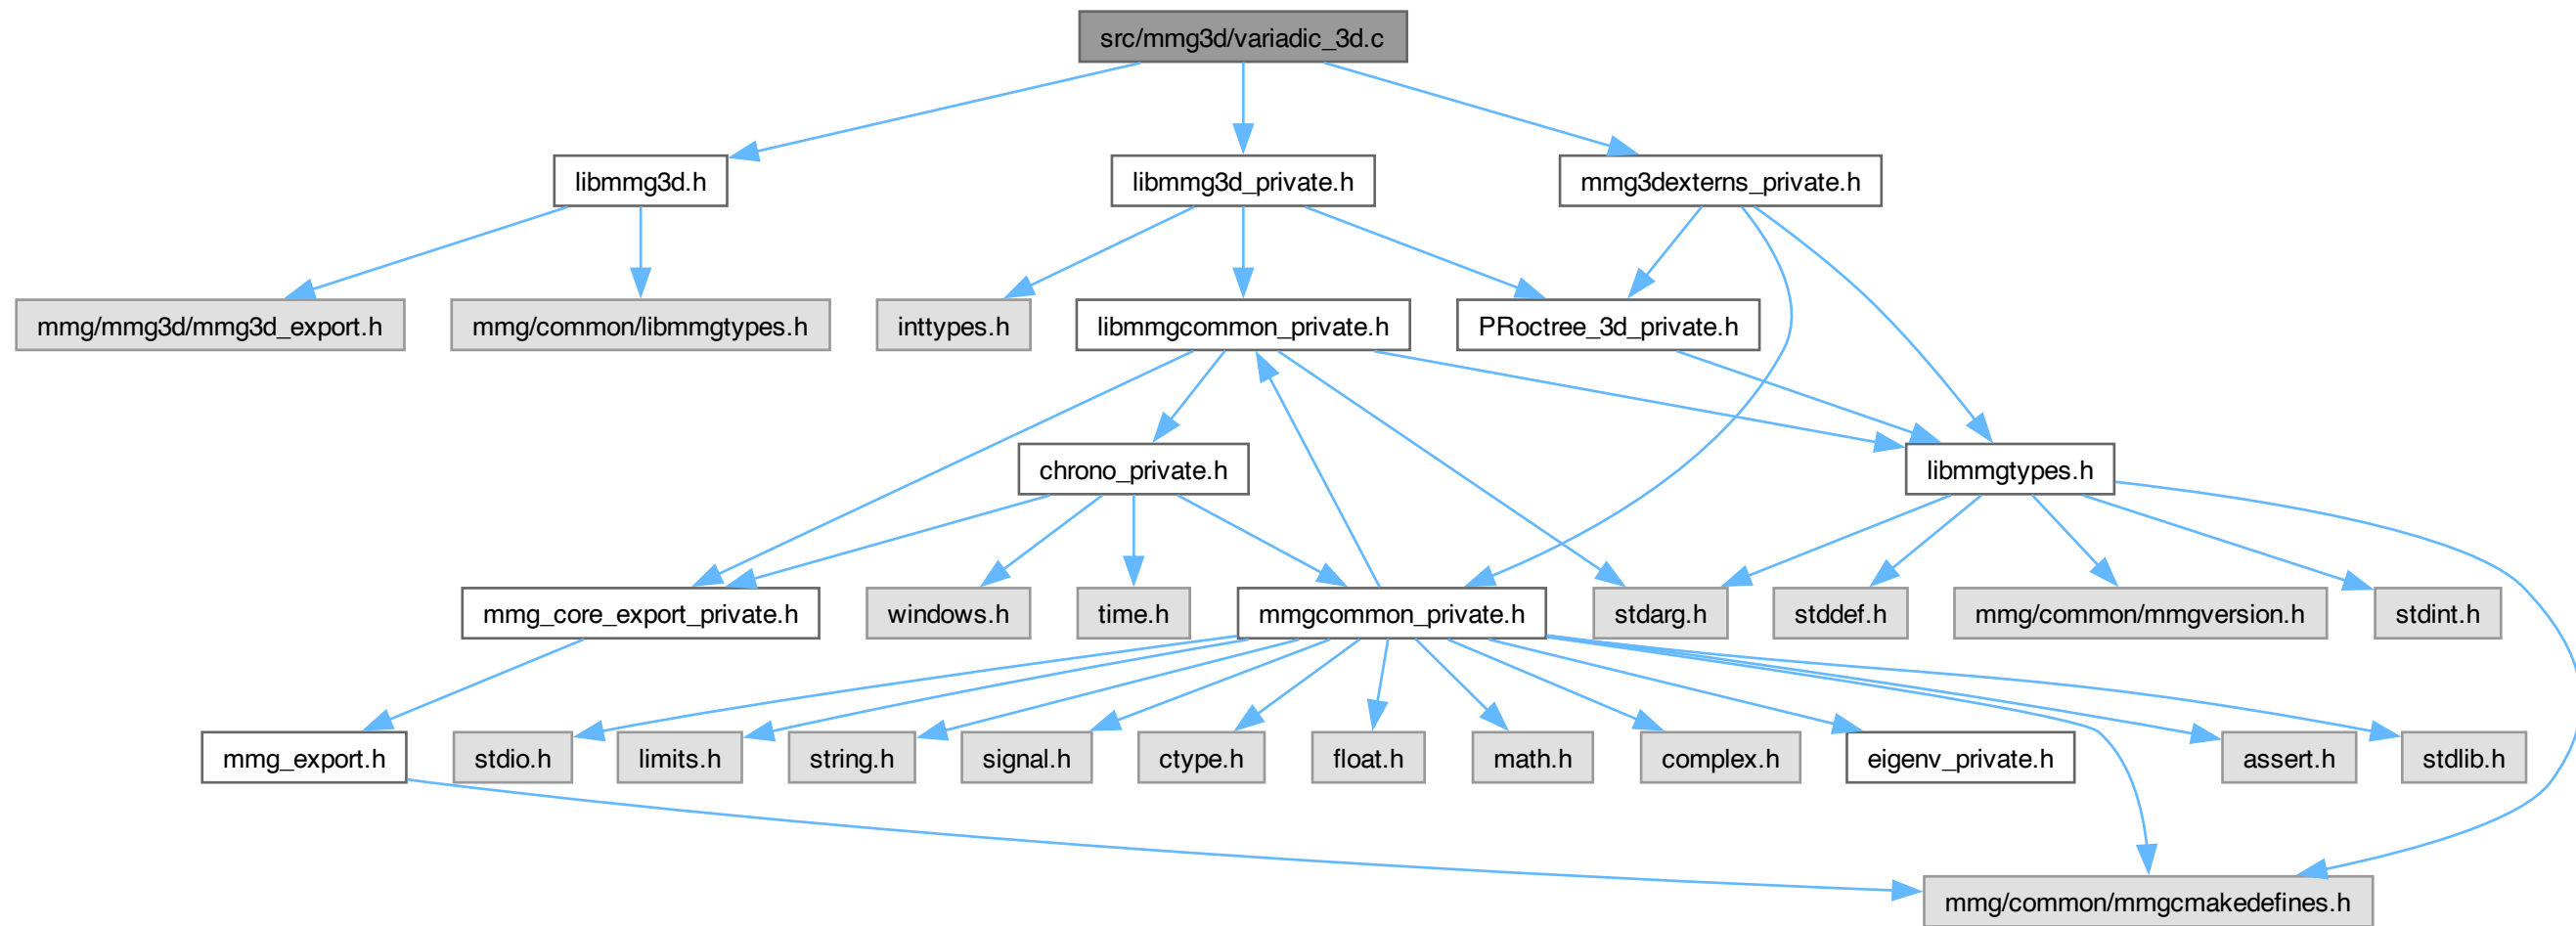 src/mmg3d/variadic_3d.c
libmmg3d.h
libmmg3d_private.h
mmg3dexterns_private.h
mmg/mmg3d/mmg3d_export.h
mmg/common/libmmgtypes.h
inttypes.h
libmmgcommon_private.h
PRoctree_3d_private.h
chrono_private.h
libmmgtypes.h
mmg_core_export_private.h
windows.h
time.h
mmgcommon_private.h
stdarg.h
stddef.h
mmg/common/mmgversion.h
stdint.h
mmg_export.h
stdio.h
limits.h
string.h
signal.h
ctype.h
float.h
math.h
complex.h
eigenv_private.h
assert.h
stdlib.h
mmg/common/mmgcmakedefines.h